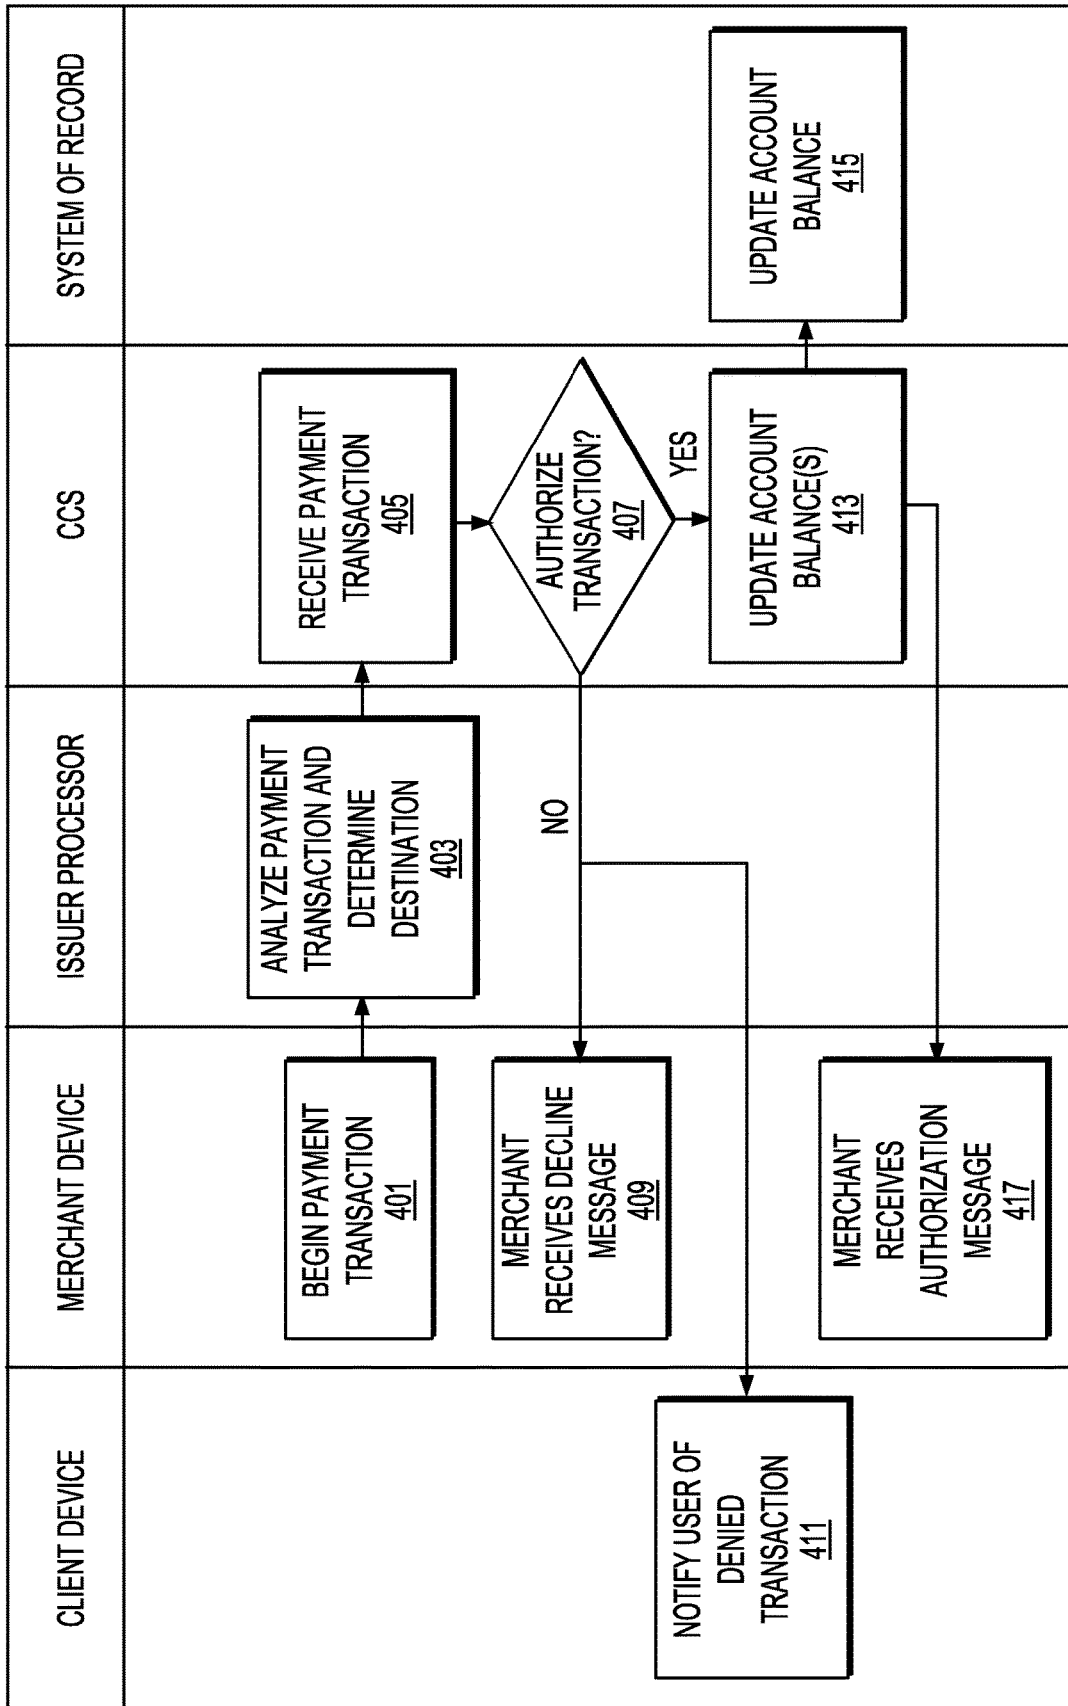 CLIENT DEVICE
MERCHANT DEVICE
ISSUER PROCESSOR
CCS
SYSTEM OF RECORD
BEGIN PAYMENT
TRANSACTION
401
ANALYZE PAYMENT
TRANSACTION AND
DETERMINE
DESTINATION
403
RECEIVE PAYMENT
TRANSACTION
405
AUTHORIZE
TRANSACTION?
407
NO
YES
MERCHANT
RECEIVES DECLINE
MESSAGE
409
NOTIFY USER OF
DENIED
TRANSACTION
411
UPDATE ACCOUNT
BALANCE(S)
413
UPDATE ACCOUNT
BALANCE
415
MERCHANT
RECEIVES
AUTHORIZATION
MESSAGE
417